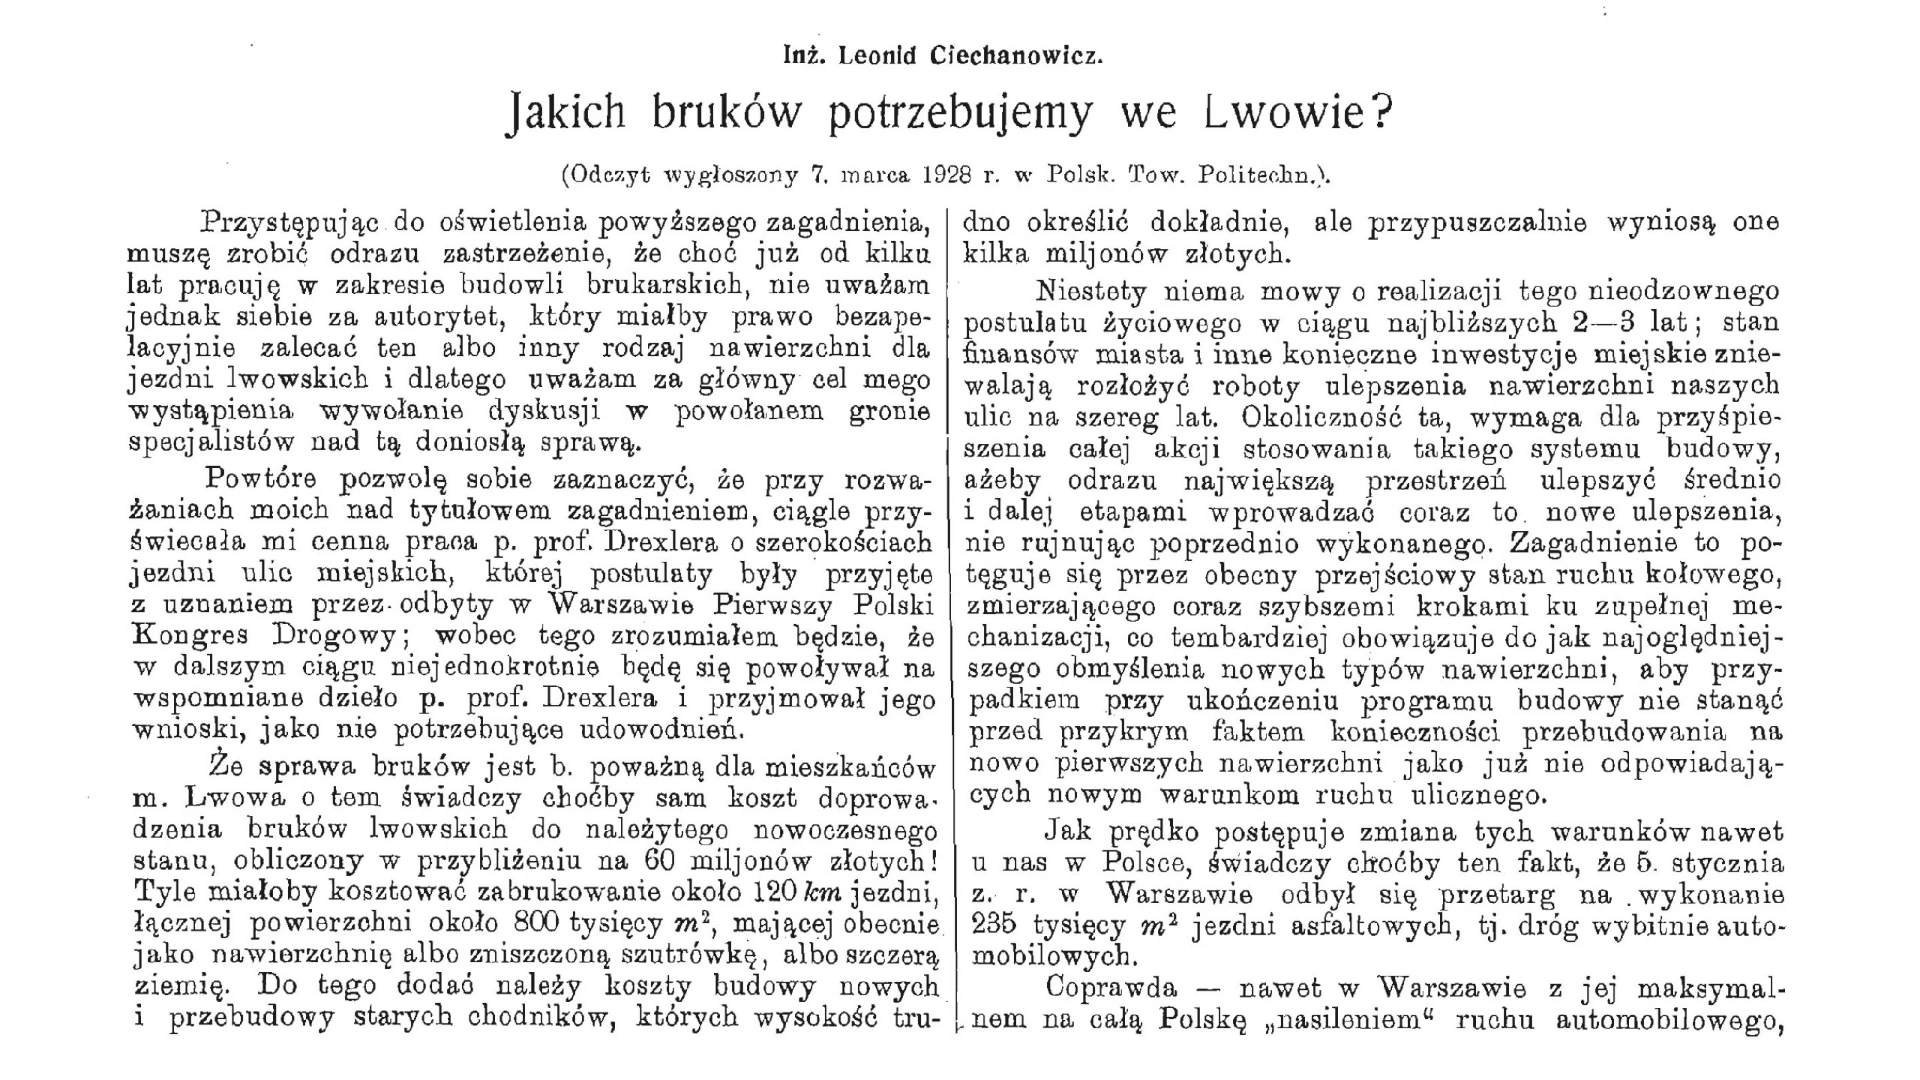 Inż. Leonid Ciechanowicz.
Jakich bruków potrzebujemy we Lwowie?
(Odczyt wygłoszony 7. marca 1928 r. w Polsk. Tow. Politechn.).
Przystępując do oświetlenia powyższego zagadnienia,
muszę zrobić odrazu zastrzeżenie, że choć już od kilku
lat pracuję w zakresie budowli brukarskich, nie uważam
jednak siebie za autorytet, który miałby prawo bezape-
lacyjnie zalecać ten albo inny rodzaj nawierzchni dla
jezdni lwowskich i dlatego uważam za główny cel mego
wystąpienia wywołanie dyskusji w powołanem gronie
specjalistów nad tą doniosłą sprawą.
Powtóre pozwolę sobie zaznaczyć, że przy rozwa-
żaniach moich nad tytułowem zagadnieniem, ciągle przy-
świecała mi cenna praca p. prof. Drexlera o szerokościach
jezdni ulic miejskich, której postulaty były przyjęte
z uznaniem przez odbyty w Warszawie Pierwszy Polski
Kongres Drogowy; wobec tego zrozumiałem będzie, że
w dalszym ciągu niejednokrotnie będę się powoływał na
wspomniane dzieło p. prof. Drexlera i przyjmował jego
wnioski, jako nie potrzebujące udowodnień.
Że sprawa bruków jest b. poważną dla mieszkańców
m. Lwowa o tem świadczy choćby sam koszt doprowa-
dzenia bruków lwowskich do należytego nowoczesnego
stanu, obliczony w przybliżeniu na 60 miljonów złotych!
Tyle miałoby kosztować zabrukowanie około 120 km jezdni,
łącznej powierzchni około 800 tysięcy m², mającej obecnie
jako nawierzchnię albo zniszczoną szutrówkę, albo szczerą
ziemię. Do tego dodać należy koszty budowy nowych
i przebudowy starych chodników, których wysokość tru-
dno określić dokładnie, ale przypuszczalnie wyniosą one
kilka miljonów złotych.
Niestety niema mowy o realizacji tego nieodzownego
postulatu życiowego w ciągu najbliższych 2—3 lat; stan
finansów miasta i inne konieczne inwestycje miejskie znie-
walają rozłożyć roboty ulepszenia nawierzchni naszych
ulic na szereg lat. Okoliczność ta, wymaga dla przyśpie-
szenia całej akcji stosowania takiego systemu budowy,
ażeby odrazu największą przestrzeń ulepszyć średnio
i dalej etapami wprowadzać coraz to nowe ulepszenia,
nie rujnując poprzednio wykonanego. Zagadnienie to po-
tęguje się przez obecny przejściowy stan ruchu kołowego,
zmierzającego coraz szybszemi krokami ku zupełnej me-
chanizacji, co tembardziej obowiązuje do jak najoględniej-
szego obmyślenia nowych typów nawierzchni, aby przy-
padkiem przy ukończeniu programu budowy nie stanąć
przed przykrym faktem konieczności przebudowania na
nowo pierwszych nawierzchni jako już nie odpowiadają-
cych nowym warunkom ruchu ulicznego.
Jak prędko postępuje zmiana tych warunków nawet
u nas w Polsce, świadczy choćby ten fakt, że 5. stycznia
z. r. w Warszawie odbył się przetarg na wykonanie
235 tysięcy m² jezdni asfaltowych, tj. dróg wybitnie auto-
mobilowych.
Coprawda — nawet w Warszawie z jej maksymal-
nem na całą Polskę „nasileniem“ ruchu automobilowego,